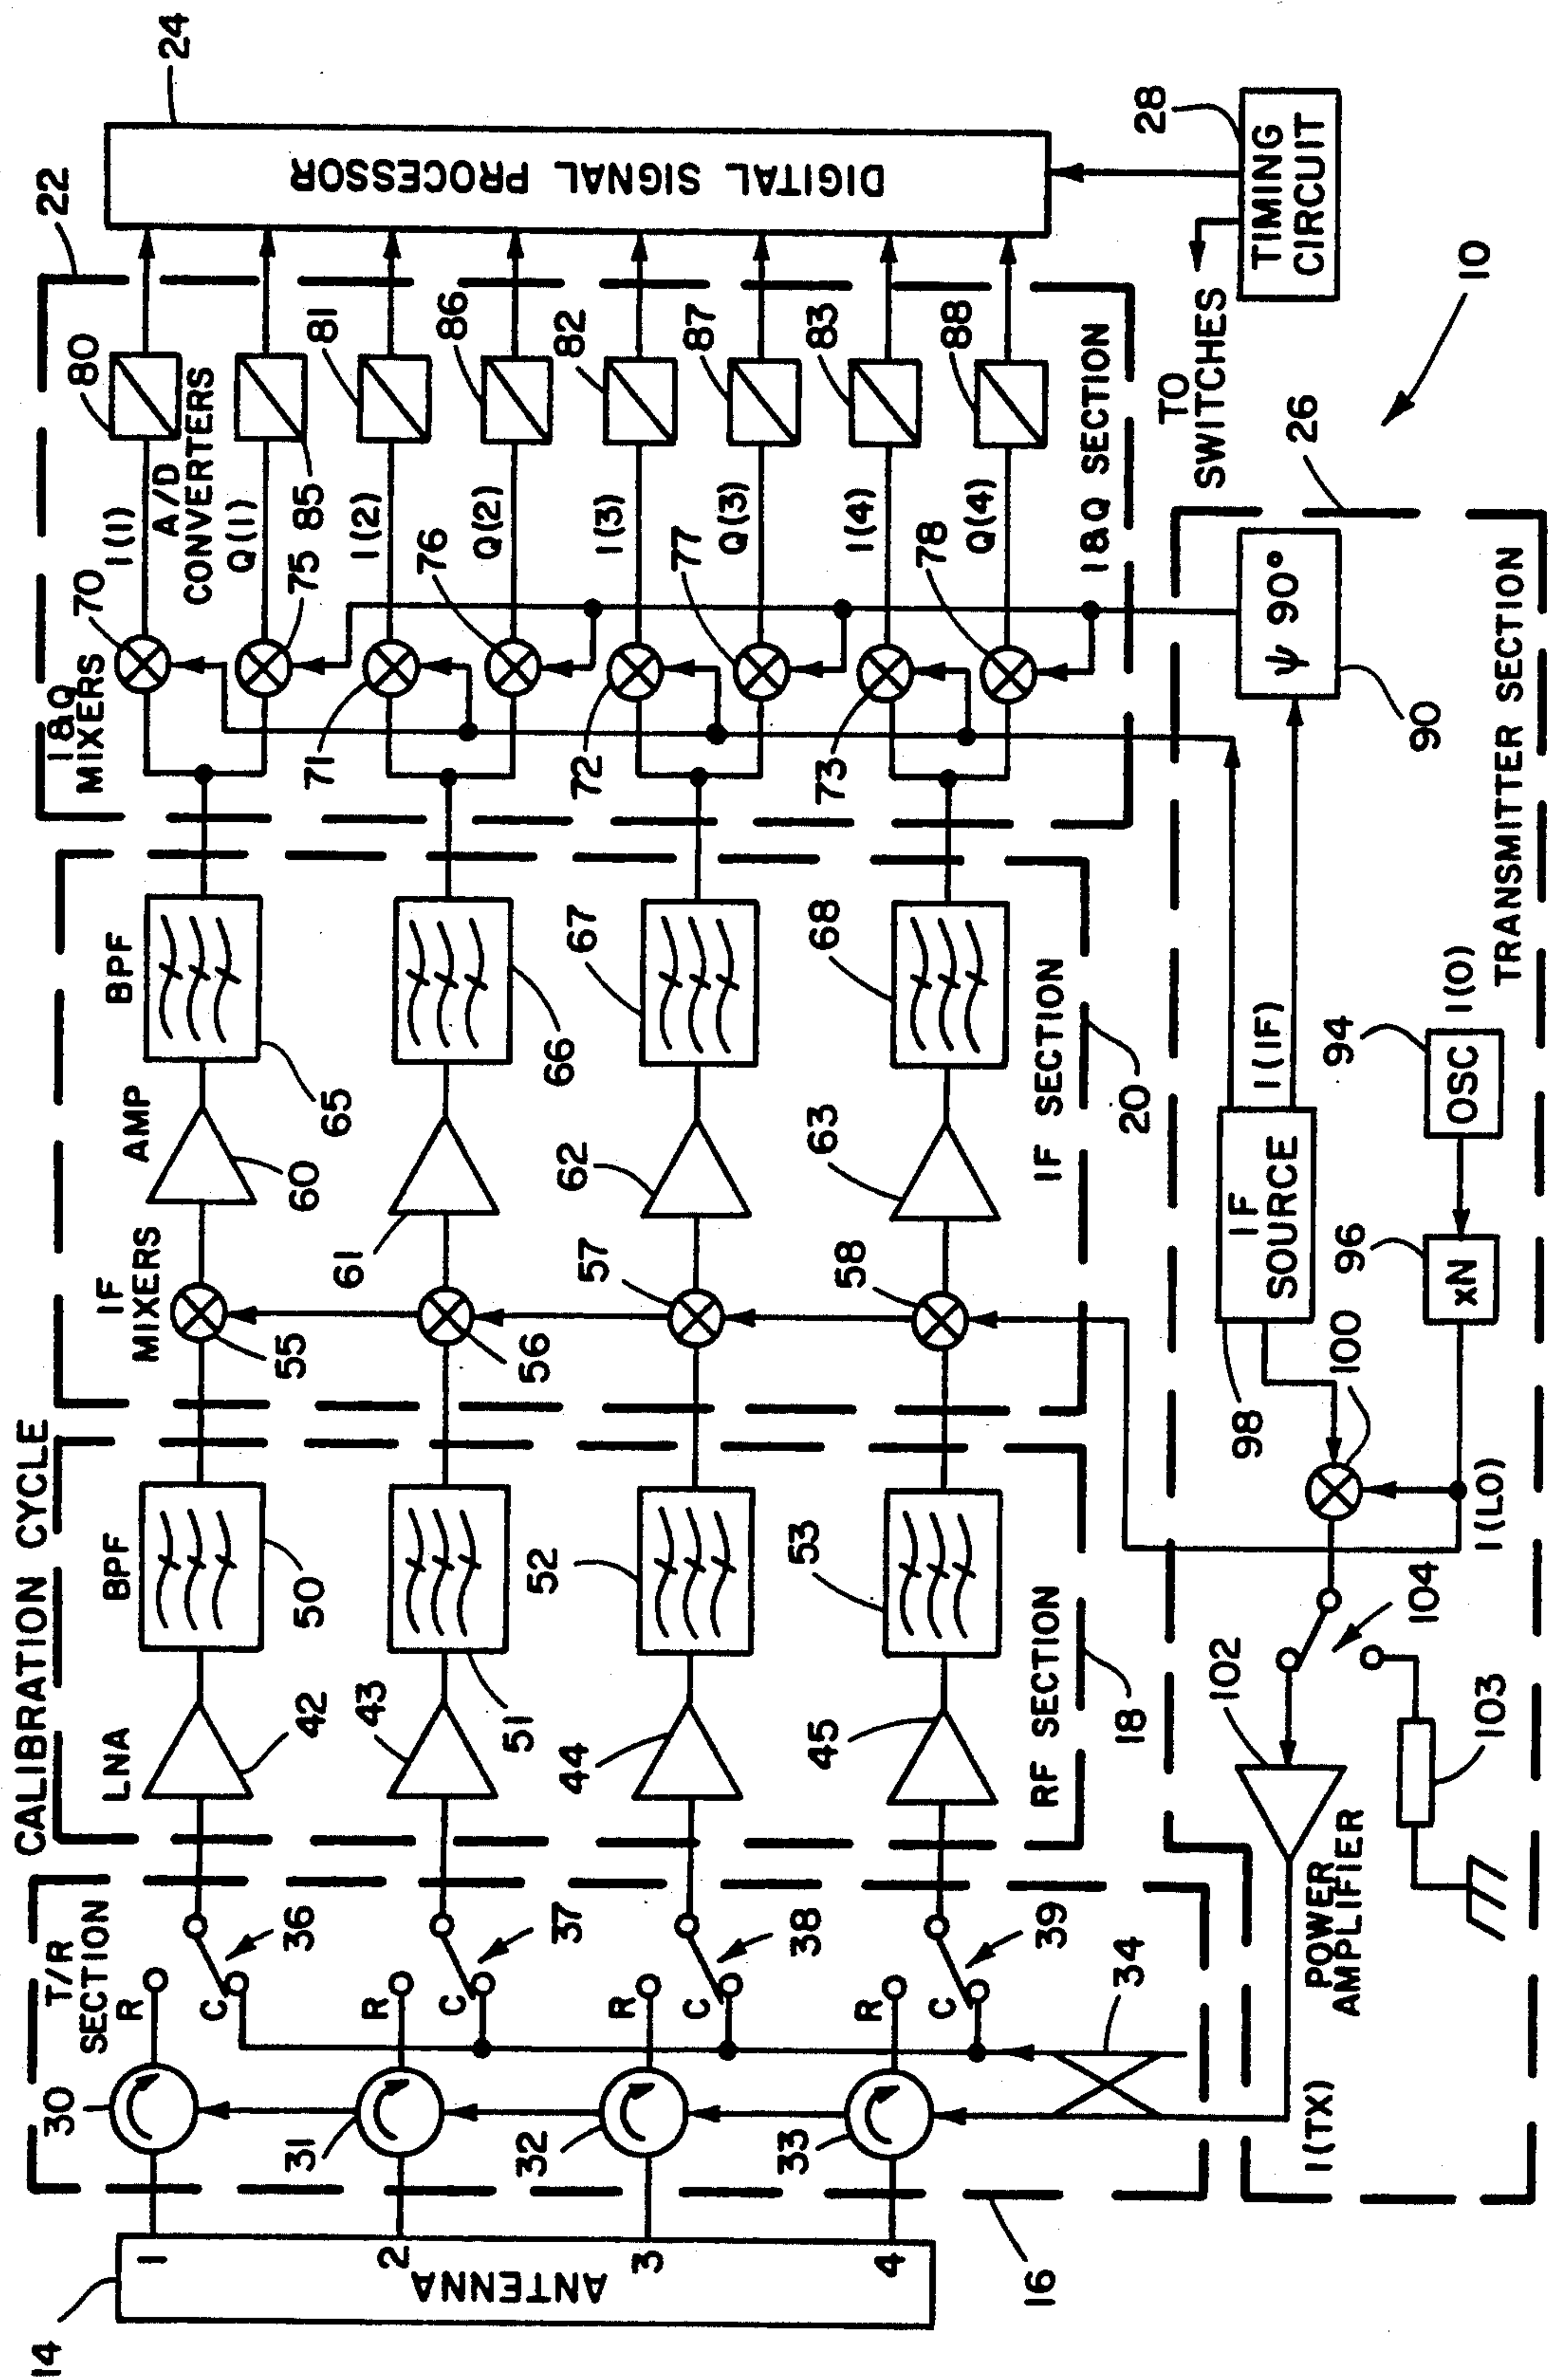 CALIBRATION CYCLE
14
ANTENNA
1
2
3
4
16
T/R
SECTION
30
31
32
33
R
C
36
R
C
37
R
C
38
R
C
39
34
LNA
42
43
44
45
BPF
50
51
52
53
RF SECTION
18
IF
MIXERS
55
56
57
58
AMP
60
61
62
63
BPF
65
66
67
68
IF SECTION
20
I&Q
MIXERS
70
75
71
76
72
77
73
78
I(1)
A/D
CONVERTERS
Q(1)
I(2)
Q(2)
I(3)
Q(3)
I(4)
Q(4)
80
85
81
86
82
87
83
88
I&Q SECTION
22
24
DIGITAL SIGNAL PROCESSOR
28
TIMING
CIRCUIT
TO
SWITCHES
10
26
ψ 90°
90
TRANSMITTER SECTION
IF
SOURCE
98
I(IF)
94
OSC
I(O)
96
xN
100
I(LO)
104
102
103
POWER
AMPLIFIER
I(TX)